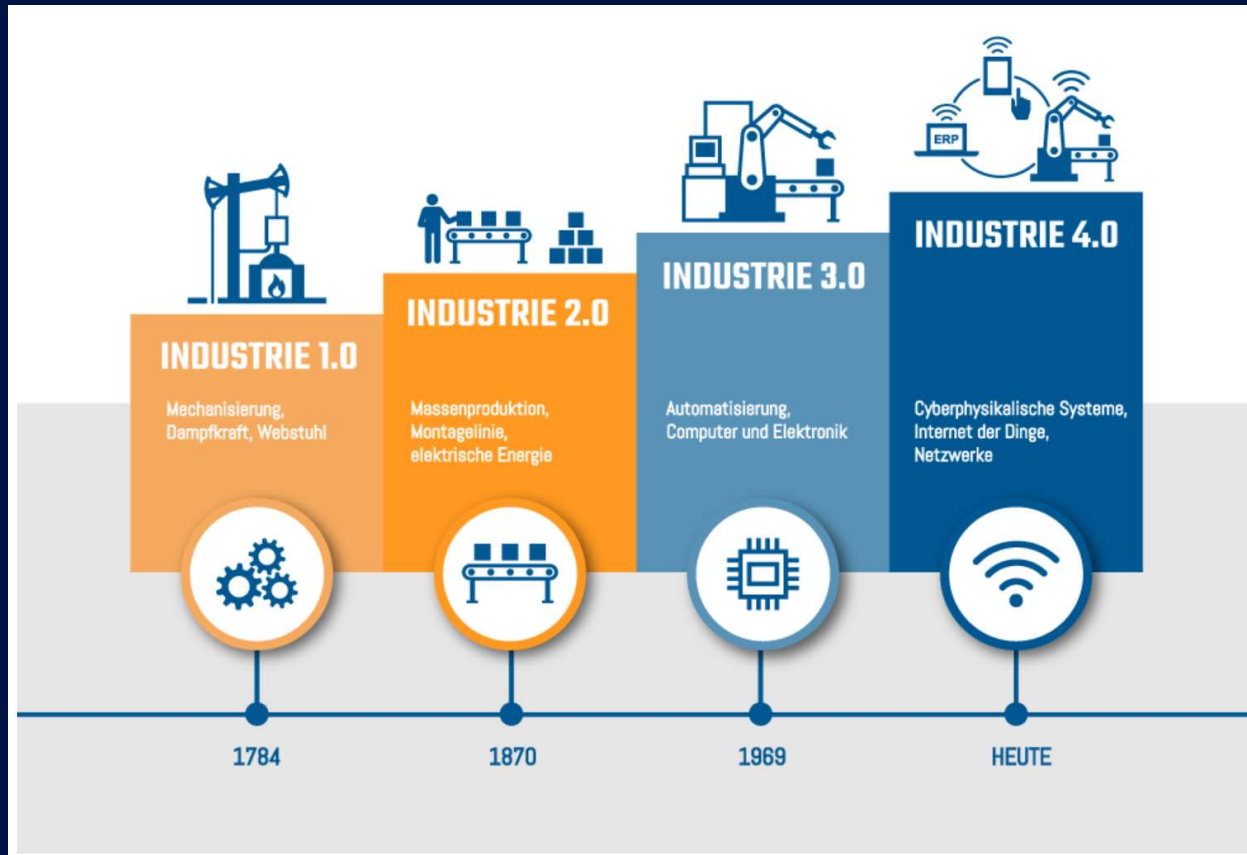 ERP
INDUSTRIE 1.0
Mechanisierung,
Dampfkraft, Webstuhl
INDUSTRIE 2.0
Massenproduktion,
Montagelinie,
elektrische Energie
INDUSTRIE 3.0
Automatisierung,
Computer und Elektronik
INDUSTRIE 4.0
Cyberphysikalische Systeme,
Internet der Dinge,
Netzwerke
1784
1870
1969
HEUTE